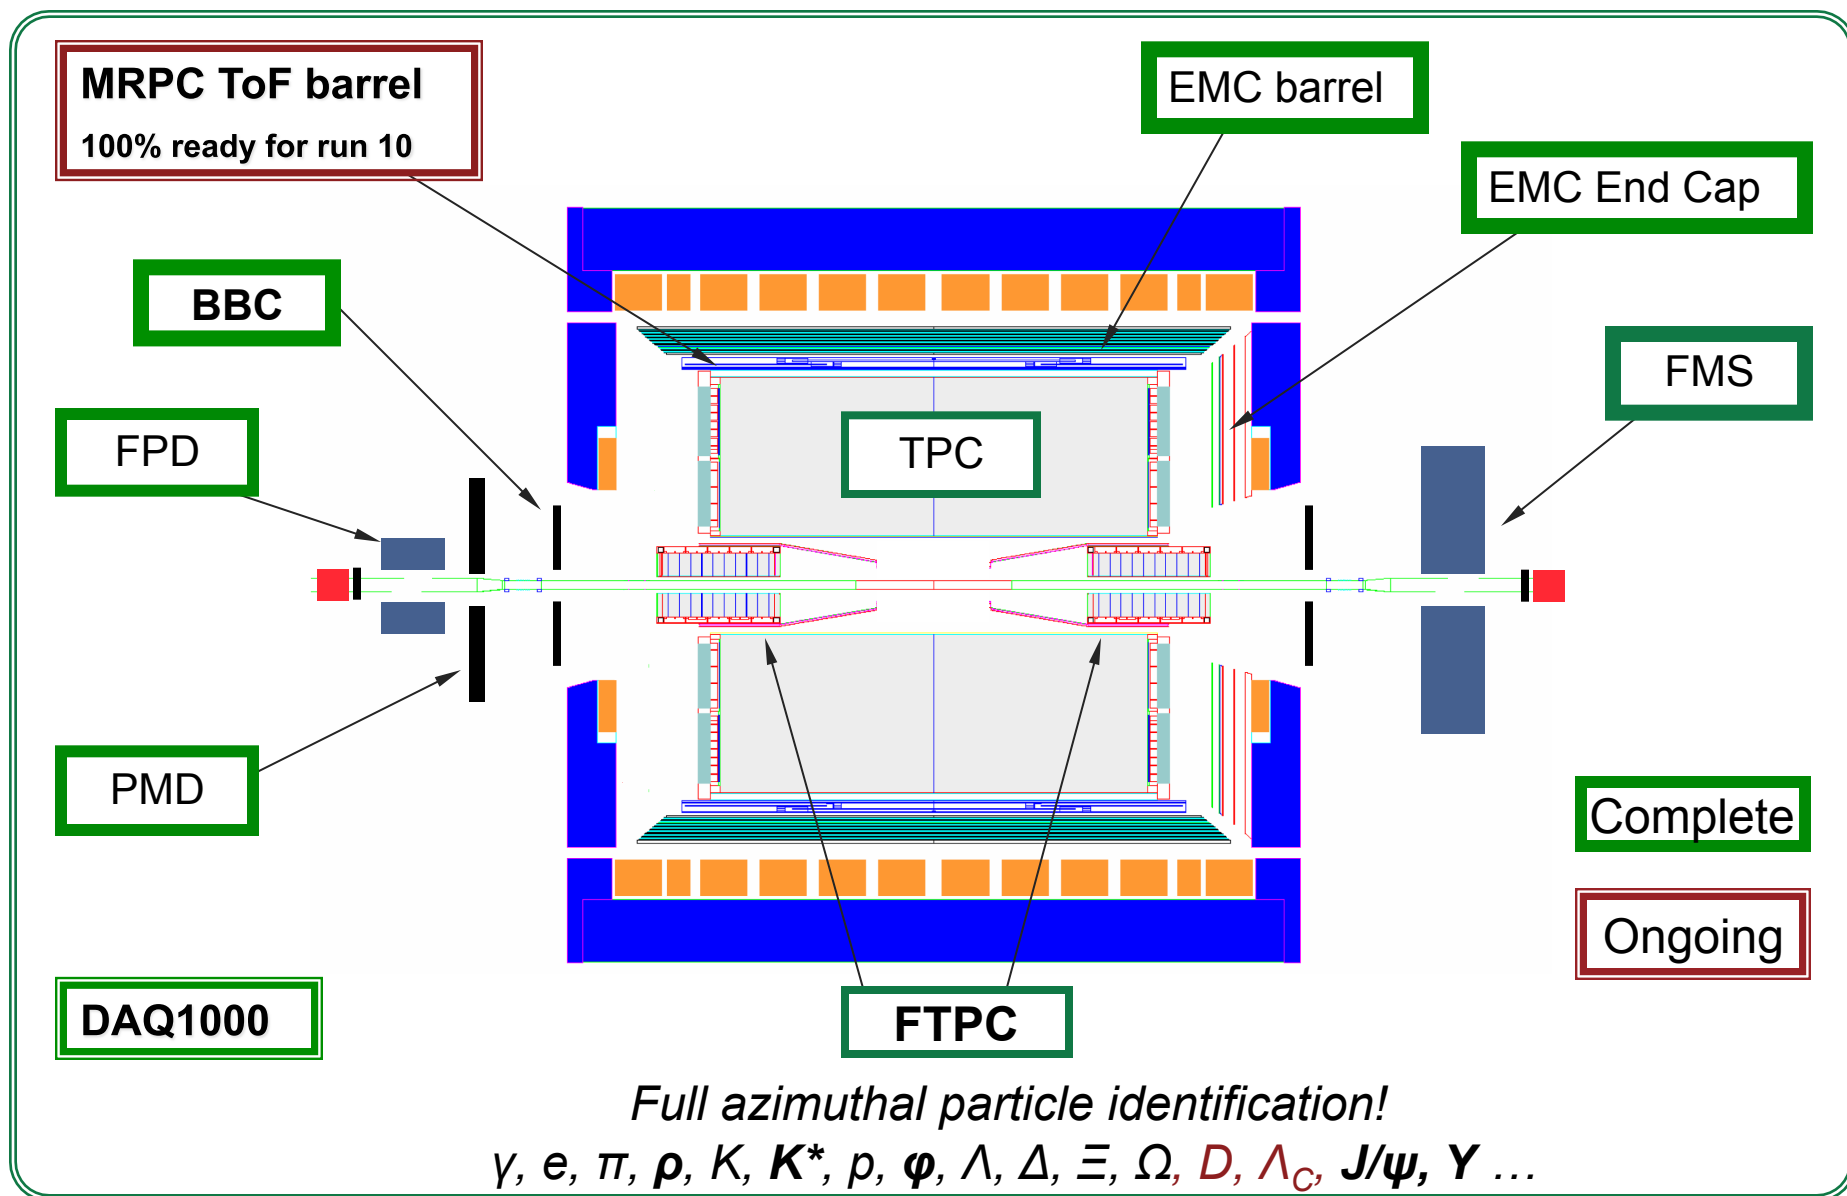 MRPC ToF barrel
100% ready for run 10
EMC barrel
EMC End Cap
BBC
FMS
FPD
TPC
PMD
Complete
Ongoing
DAQ1000
FTPC
Full azimuthal particle identification!
γ, e, π, ρ, K, K*, p, φ, Λ, Δ, Ξ, Ω, D, ΛC, J/ψ, Υ …